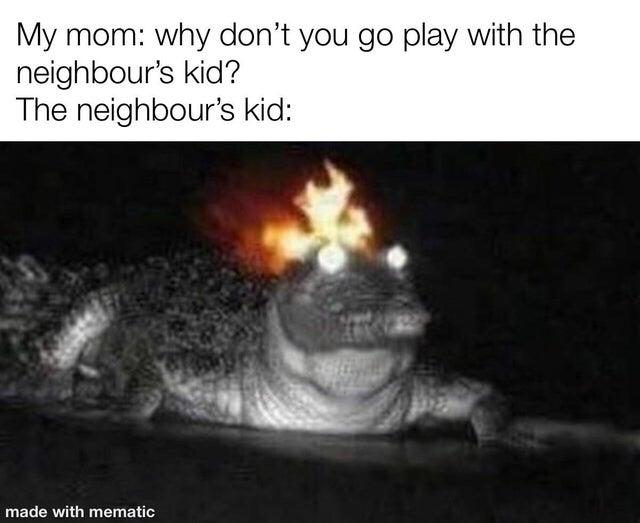 My mom: why don’t you go play with the
neighbour’s kid?
The neighbour’s kid:
made with mematic